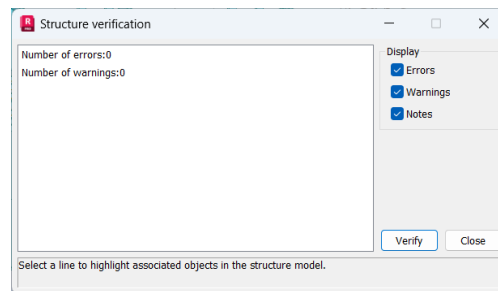 Structure verification
Number of errors:0
Number of warnings:0
Display
Errors
Warnings
Notes
Verify
Close
Select a line to highlight associated objects in the structure model.